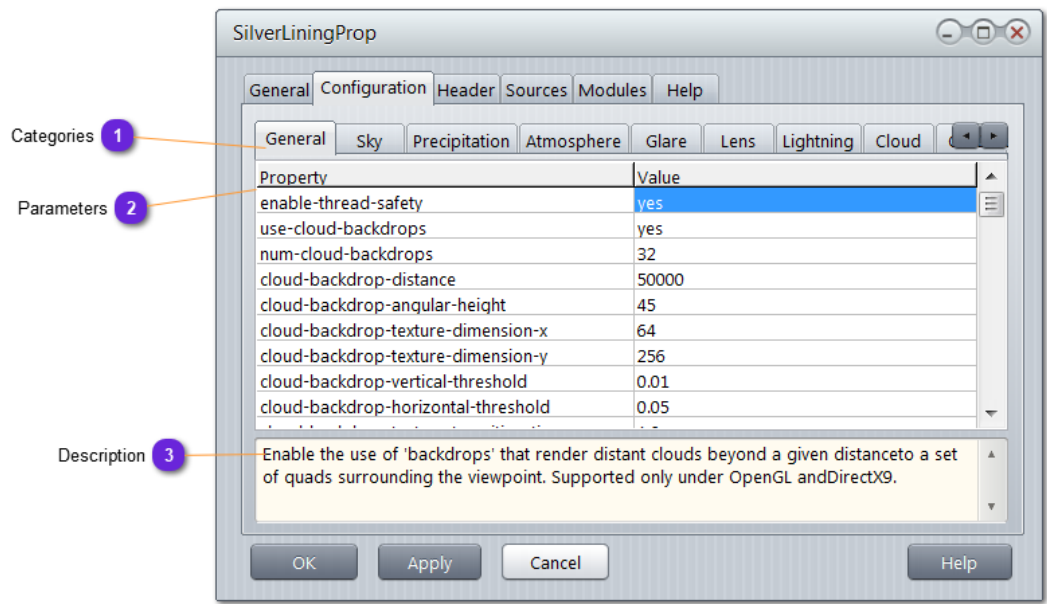 SilverLiningProp
General Configuration Header Sources Modules Help
Categories 1
General Sky Precipitation Atmosphere Glare Lens Lightning Cloud
Parameters 2
Property Value
enable-thread-safety yes
use-cloud-backdrops yes
num-cloud-backdrops 32
cloud-backdrop-distance 50000
cloud-backdrop-angular-height 45
cloud-backdrop-texture-dimension-x 64
cloud-backdrop-texture-dimension-y 256
cloud-backdrop-vertical-threshold 0.01
cloud-backdrop-horizontal-threshold 0.05
Description 3
Enable the use of 'backdrops' that render distant clouds beyond a given distanceto a set
of quads surrounding the viewpoint. Supported only under OpenGL andDirectX9.
OK Apply Cancel Help